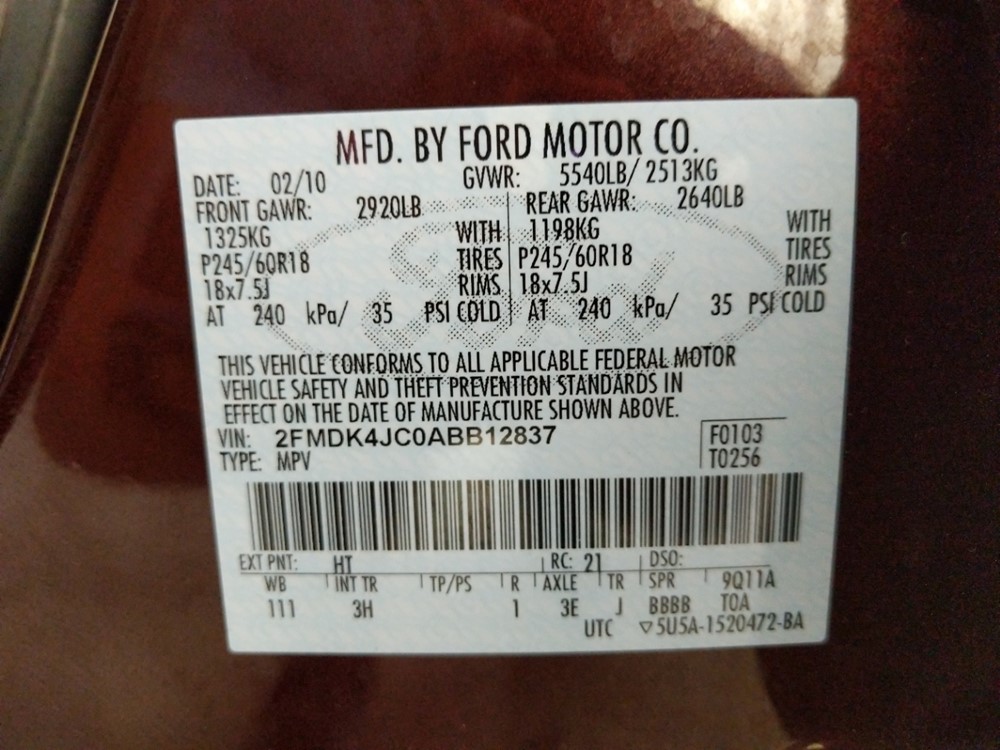 MFD. BY FORD MOTOR CO.
DATE: 02/10 GVWR: 5540LB/ 2513KG
FRONT GAWR: 2920LB REAR GAWR: 2640LB
1325KG WITH 1198KG WITH
P245/60R18 TIRES P245/60R18 TIRES
18x7.5J RIMS 18x7.5J RIMS
AT 240 kPa/ 35 PSI COLD AT 240 kPa/ 35 PSI COLD
Ford
THIS VEHICLE CONFORMS TO ALL APPLICABLE FEDERAL MOTOR
VEHICLE SAFETY AND THEFT PREVENTION STANDARDS IN
EFFECT ON THE DATE OF MANUFACTURE SHOWN ABOVE.
VIN: 2FMDK4JC0ABB12837 F0103
TYPE: MPV T0256
EXT PNT: HT RC: 21 DSO:
WB INT TR TP/PS R AXLE TR SPR 9Q11A
111 3H 1 3E J BBBB TOA
UTC ▽5U5A-1520472-BA